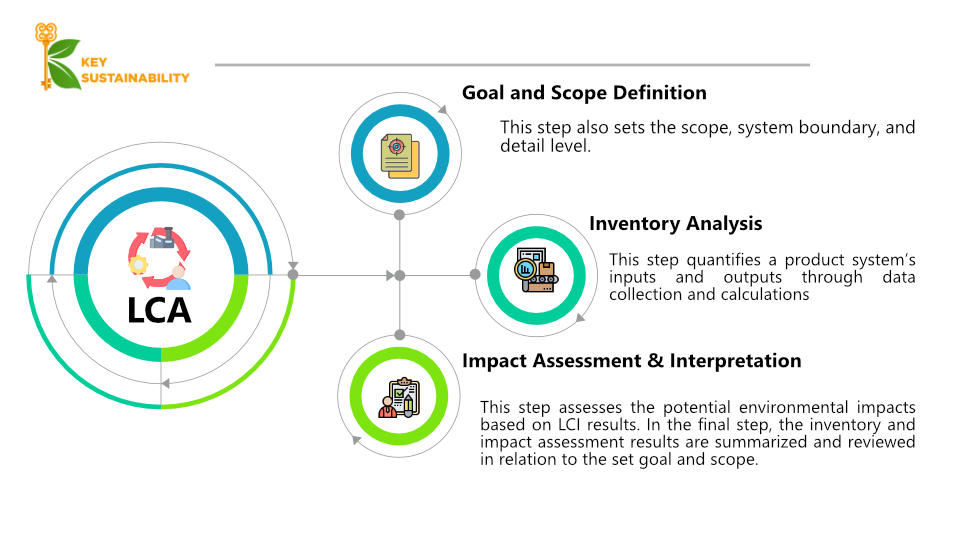 KEY
SUSTAINABILITY
Goal and Scope Definition
This step also sets the scope, system boundary, and
detail level.
Inventory Analysis
This step quantifies a product system's
inputs and outputs through data
collection and calculations
LCA
Impact Assessment & Interpretation
This step assesses the potential environmental impacts
based on LCI results. In the final step, the inventory and
impact assessment results are summarized and reviewed
in relation to the set goal and scope.